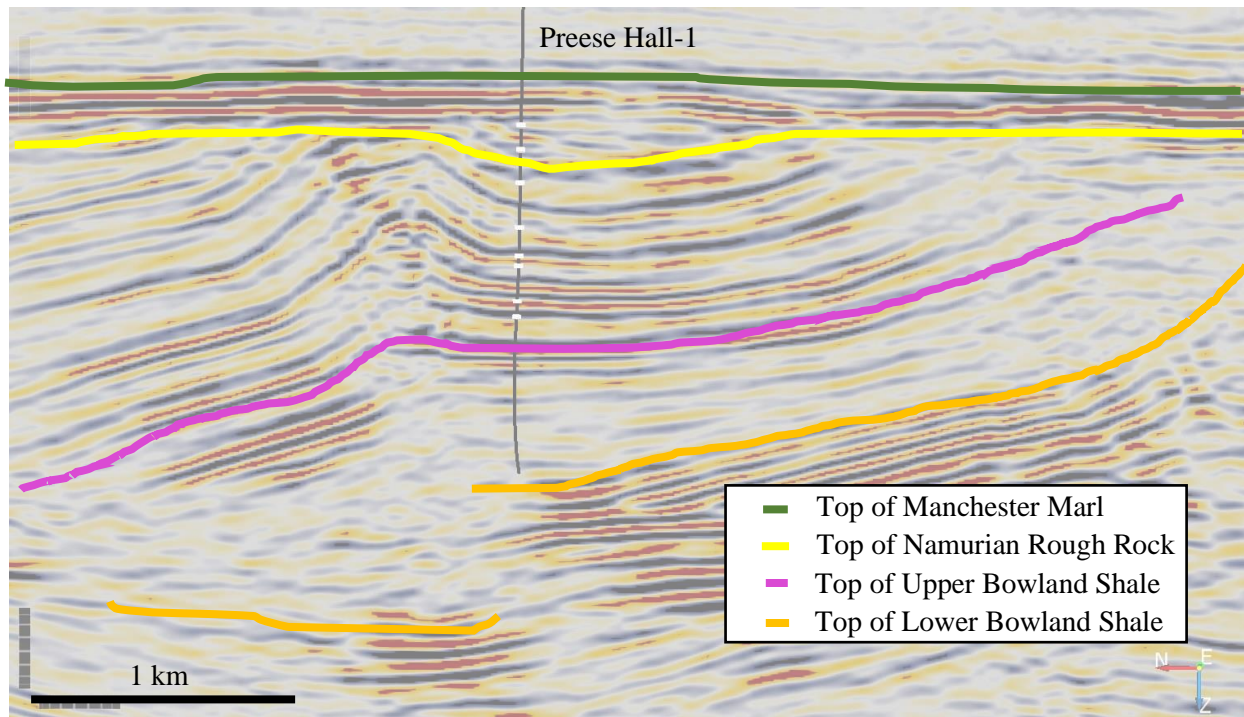 Preese Hall-1
Top of Manchester Marl
Top of Namurian Rough Rock
Top of Upper Bowland Shale
Top of Lower Bowland Shale
1 km
N
E
Z